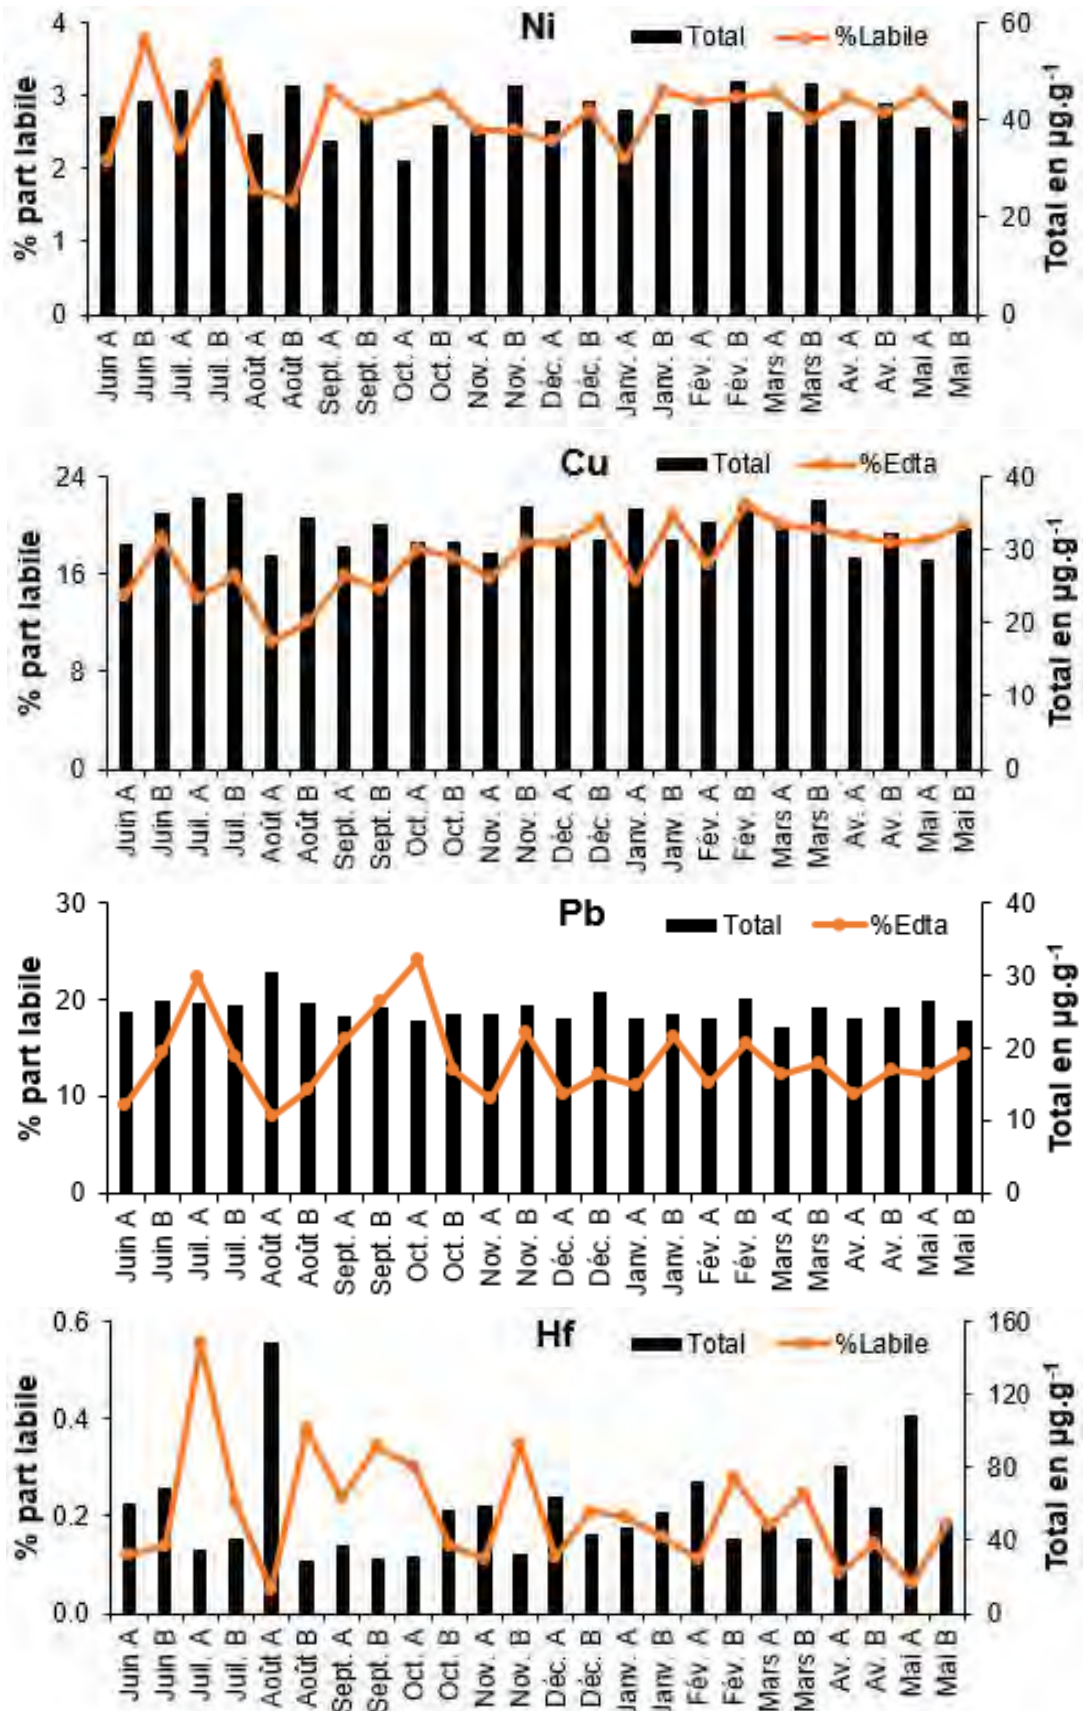 Ni
Total %Labile
% part labile
4
3
2
1
0
60
40
20
0
Total en µg.g-1
Juin A
Juin B
Juil. A
Juil. B
Août A
Août B
Sept. A
Sept. B
Oct. A
Oct. B
Nov. A
Nov. B
Déc. A
Déc. B
Janv. A
Janv. B
Fév. A
Fév. B
Mars A
Mars B
Av. A
Av. B
Mai A
Mai B
Cu
Total %Edta
% part labile
24
16
8
0
40
30
20
10
0
Total en µg.g-1
Juin A
Juin B
Juil. A
Juil. B
Août A
Août B
Sept. A
Sept. B
Oct. A
Oct. B
Nov. A
Nov. B
Déc. A
Déc. B
Janv. A
Janv. B
Fév. A
Fév. B
Mars A
Mars B
Av. A
Av. B
Mai A
Mai B
Pb
Total %Edta
% part labile
30
20
10
0
40
30
20
10
0
Total en µg.g-1
Juin A
Juin B
Juil. A
Juil. B
Août A
Août B
Sept. A
Sept. B
Oct. A
Oct. B
Nov. A
Nov. B
Déc. A
Déc. B
Janv. A
Janv. B
Fév. A
Fév. B
Mars A
Mars B
Av. A
Av. B
Mai A
Mai B
Hf
Total %Labile
% part labile
0.6
0.4
0.2
0.0
160
120
80
40
0
Total en µg.g-1
Juin A
Juin B
Juil. A
Juil. B
Août A
Août B
Sept. A
Sept. B
Oct. A
Oct. B
Nov. A
Nov. B
Déc. A
Déc. B
Janv. A
Janv. B
Fév. A
Fév. B
Mars A
Mars B
Av. A
Av. B
Mai A
Mai B